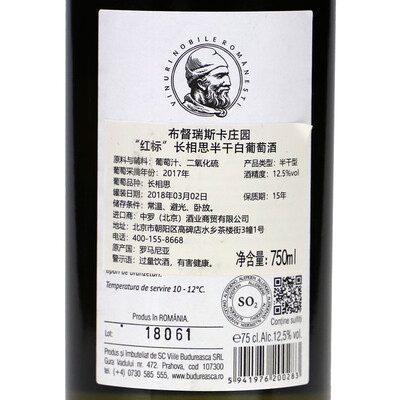 VINURI NOBILE ROMÂNEȘTI
布督瑞斯卡庄园
“红标”长相思半干白葡萄酒
原料与辅料：葡萄汁、二氧化硫 产品类型：半干型
葡萄采摘年份：2017年 酒精度：12.5%vol
葡萄品种：长相思
灌装日期：2018年03月02日 保质期：15年
储存条件：常温、避光、卧放。
进口商：中罗（北京）酒业商贸有限公司
地址：北京市朝阳区高碑店水乡茶楼街3幢1号
电话：400-155-8668
原产国：罗马尼亚
警示语：过量饮酒，有害健康。 净含量：750ml
Temperatura de servire 10 - 12°C.
Produs în ROMÂNIA.
Lot: 18061
SO2
Conține sulfiți
Produs și îmbuteliat de SC Viile Budureasca SRL
Gura Vadului nr. 472, Prahova, cod 107300
tel. (+4) 0730 585 555, www.budureasca.ro
e 75 cl. Alc. 12,5% vol.
5 941976 200283